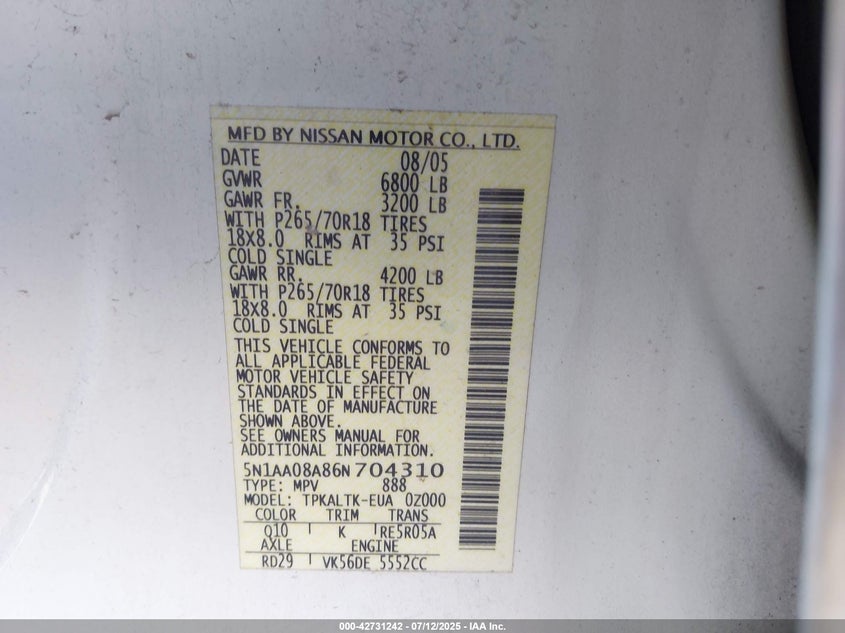 MFD BY NISSAN MOTOR CO., LTD.
DATE 08/05
GVWR 6800 LB
GAWR FR. 3200 LB
WITH P265/70R18 TIRES
18X8.0 RIMS AT 35 PSI
COLD SINGLE
GAWR RR. 4200 LB
WITH P265/70R18 TIRES
18X8.0 RIMS AT 35 PSI
COLD SINGLE
THIS VEHICLE CONFORMS TO
ALL APPLICABLE FEDERAL
MOTOR VEHICLE SAFETY
STANDARDS IN EFFECT ON
THE DATE OF MANUFACTURE
SHOWN ABOVE.
SEE OWNERS MANUAL FOR
ADDITIONAL INFORMATION.
5N1AA08A86N704310
TYPE: MPV 888
MODEL: TPKALTK-EUA 0Z000
COLOR TRIM TRANS
Q10 K RE5R05A
AXLE ENGINE
RD29 VK56DE 5552CC
000-42731242 - 07/12/2025 - IAA Inc.